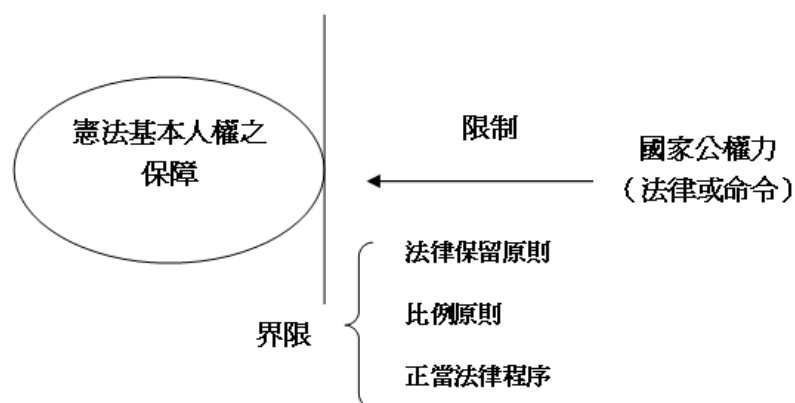 憲法基本人權之
保障
限制
國家公權力
（法律或命令）
界限
法律保留原則
比例原則
正當法律程序